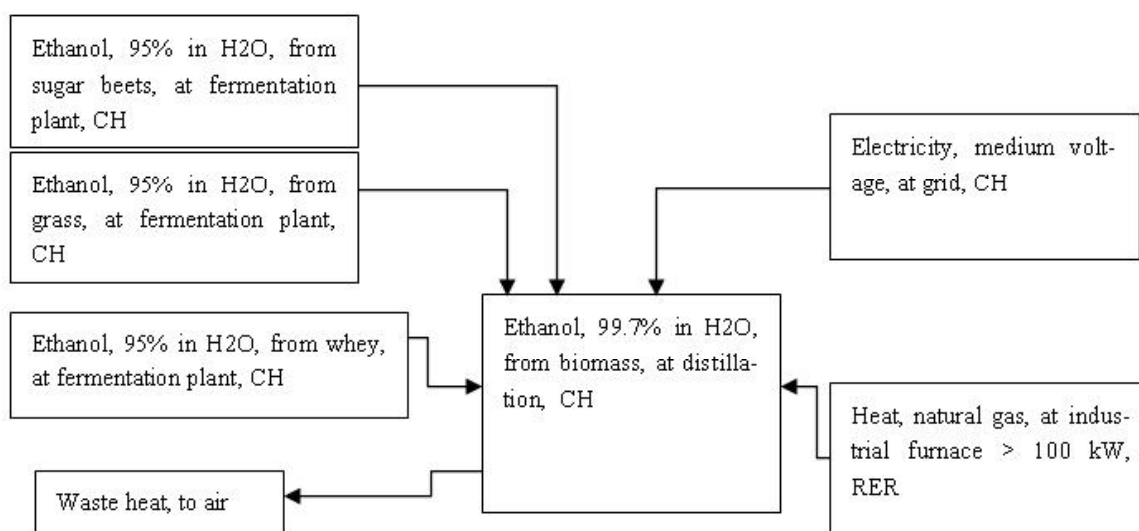 Ethanol, 95% in H2O, from
sugar beets, at fermentation
plant, CH
Ethanol, 95% in H2O, from
grass, at fermentation plant,
CH
Ethanol, 95% in H2O, from whey,
at fermentation plant, CH
Waste heat, to air
Ethanol, 99.7% in H2O,
from biomass, at distilla-
tion, CH
Electricity, medium volt-
age, at grid, CH
Heat, natural gas, at indus-
trial furnace > 100 kW,
RER